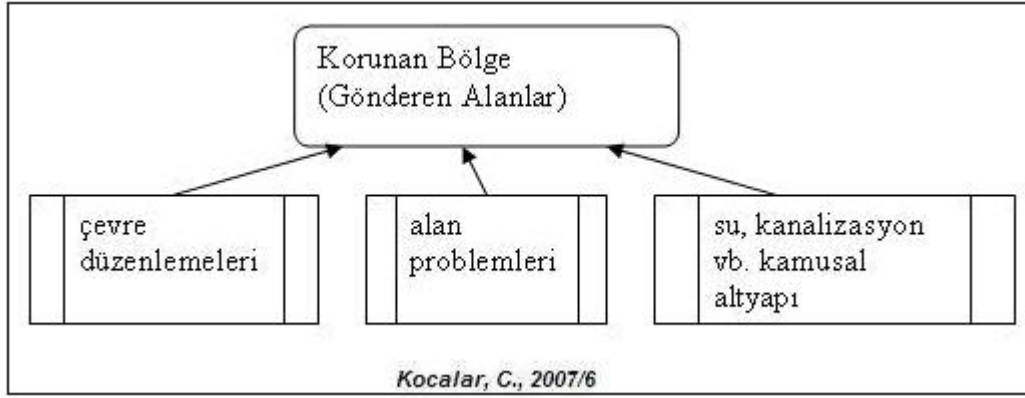 Korunan Bölge
(Gönderen Alanlar)
çevre
düzenlemeleri
alan
problemleri
su, kanalizasyon
vb. kamusal
altyapı
Kocalar, C., 2007/6